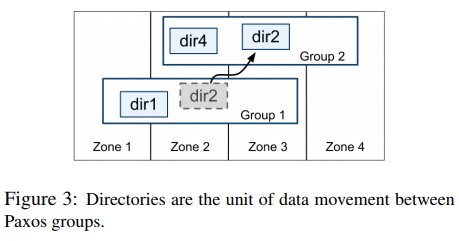 dir4
dir2
Group 2
dir1
dir2
Group 1
Zone 1
Zone 2
Zone 3
Zone 4
Figure 3: Directories are the unit of data movement between
Paxos groups.